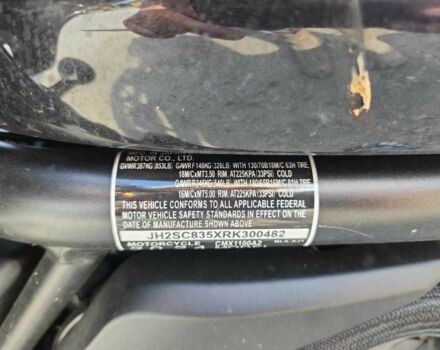 MOTOR CO., LTD.
GVWR387KG(853LB) GAWRF148KG(326LB) WITH 130/70B18M/C 63H TIRE,
18M/CxMT3.50 RIM, AT225KPA(33PSI) COLD
16M/CxMT5.00 RIM, AT225KPA(33PSI) COLD
THIS VEHICLE CONFORMS TO ALL
APPLICABLE FEDERAL
MOTOR VEHICLE SAFETY STANDARDS
IN EFFECT ON THE
DATE OF MANUFACTURE SHOWN ABOVE.
JH2SC835XRK300482
MOTORCYCLE CMX1100A2